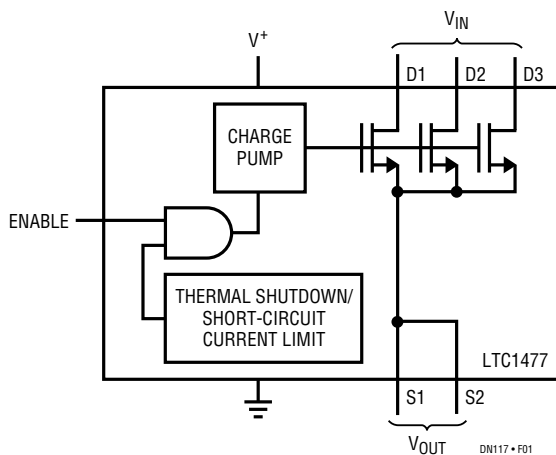 V+
VIN
D1
D2
D3
CHARGE
PUMP
ENABLE
THERMAL SHUTDOWN/
SHORT-CIRCUIT
CURRENT LIMIT
LTC1477
S1
S2
VOUT
DN117 • F01